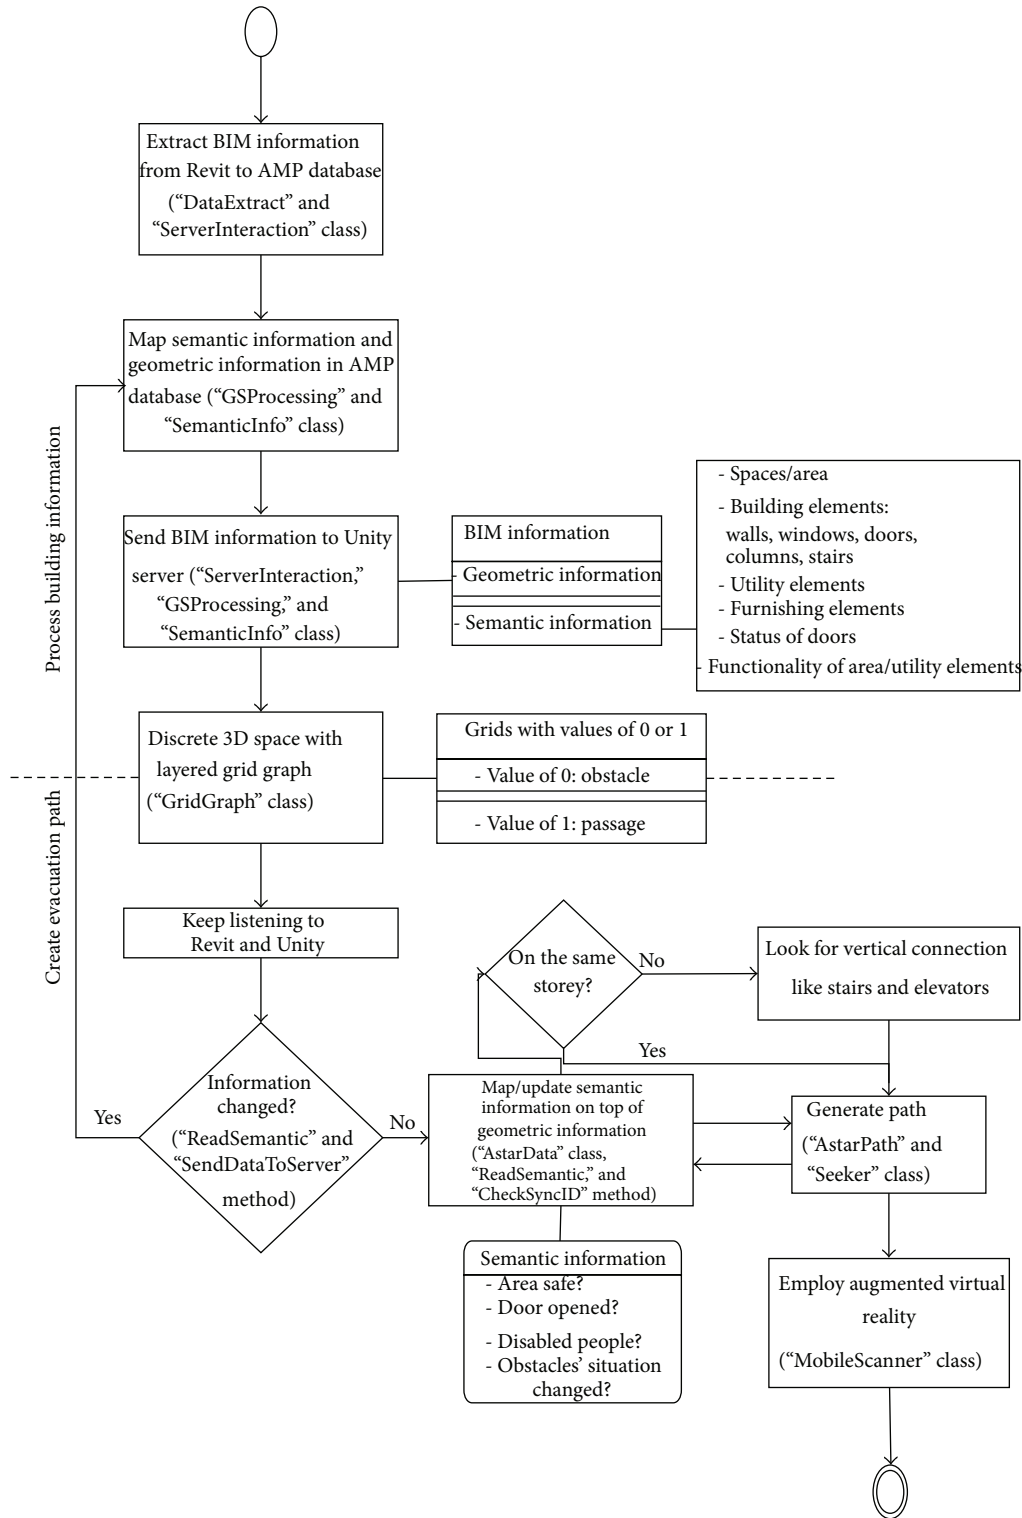 Extract BIM information
from Revit to AMP database
(“DataExtract” and
“ServerInteraction” class)
Map semantic information and
geometric information in AMP
database (“GSProcessing” and
“SemanticInfo” class)
Process building information
Send BIM information to Unity
server (“ServerInteraction,”
“GSProcessing,” and
“SemanticInfo” class)
BIM information
- Geometric information
- Semantic information
- Spaces/area
- Building elements:
walls, windows, doors,
columns, stairs
- Utility elements
- Furnishing elements
- Status of doors
- Functionality of area/utility elements
Discrete 3D space with
layered grid graph
(“GridGraph” class)
Grids with values of 0 or 1
- Value of 0: obstacle
- Value of 1: passage
Create evacuation path
Keep listening to
Revit and Unity
On the same
storey?
No
Look for vertical connection
like stairs and elevators
Yes
Information
changed?
(“ReadSemantic” and
“SendDataToServer”
method)
Yes
No
Map/update semantic
information on top of
geometric information
(“AstarData” class,
“ReadSemantic,” and
“CheckSyncID” method)
Generate path
(“AstarPath” and
“Seeker” class)
Semantic information
- Area safe?
- Door opened?
- Disabled people?
- Obstacles’ situation
changed?
Employ augmented virtual
reality
(“MobileScanner” class)